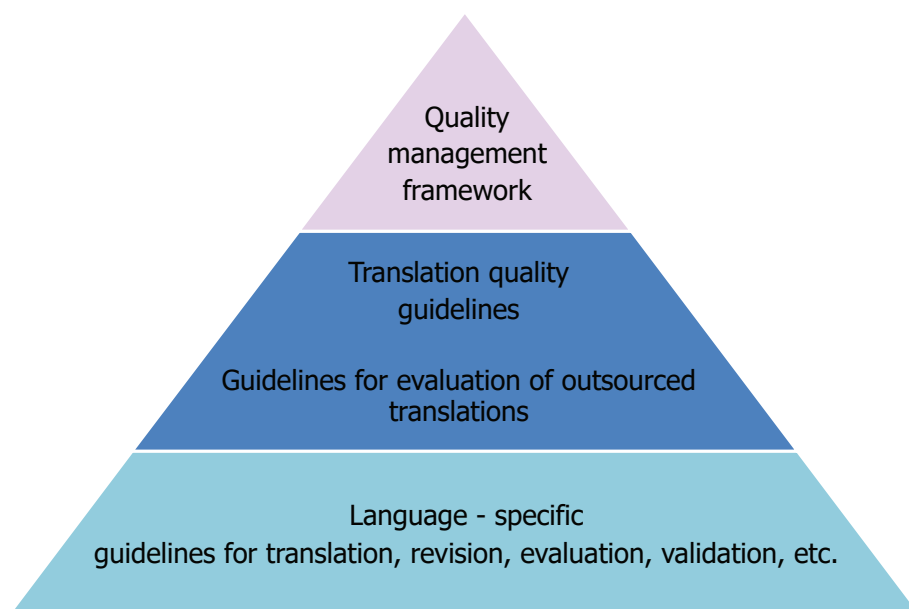 Quality
management
framework
Translation quality
guidelines
Guidelines for evaluation of outsourced
translations
Language - specific
guidelines for translation, revision, evaluation, validation, etc.